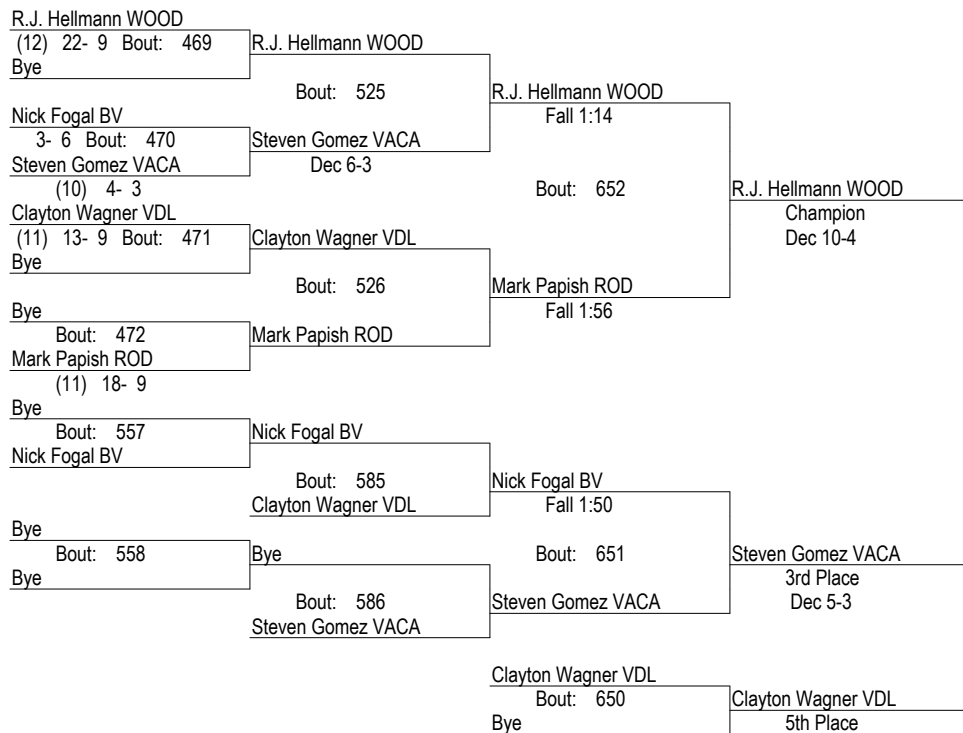 R.J. Hellmann WOOD
(12) 22- 9 Bout: 469
R.J. Hellmann WOOD
Bye
Bout: 525
R.J. Hellmann WOOD
Nick Fogal BV
Fall 1:14
3- 6 Bout: 470
Steven Gomez VACA
Steven Gomez VACA
Dec 6-3
(10) 4- 3
Bout: 652
R.J. Hellmann WOOD
Clayton Wagner VDL
Champion
(11) 13- 9 Bout: 471
Clayton Wagner VDL
Dec 10-4
Bye
Bout: 526
Mark Papish ROD
Bye
Fall 1:56
Bout: 472
Mark Papish ROD
Mark Papish ROD
(11) 18- 9
Bye
Bout: 557
Nick Fogal BV
Nick Fogal BV
Bout: 585
Nick Fogal BV
Clayton Wagner VDL
Fall 1:50
Bye
Bout: 558
Bye
Bout: 651
Steven Gomez VACA
Bye
3rd Place
Bout: 586
Steven Gomez VACA
Dec 5-3
Steven Gomez VACA
Clayton Wagner VDL
Bout: 650
Clayton Wagner VDL
Bye
5th Place